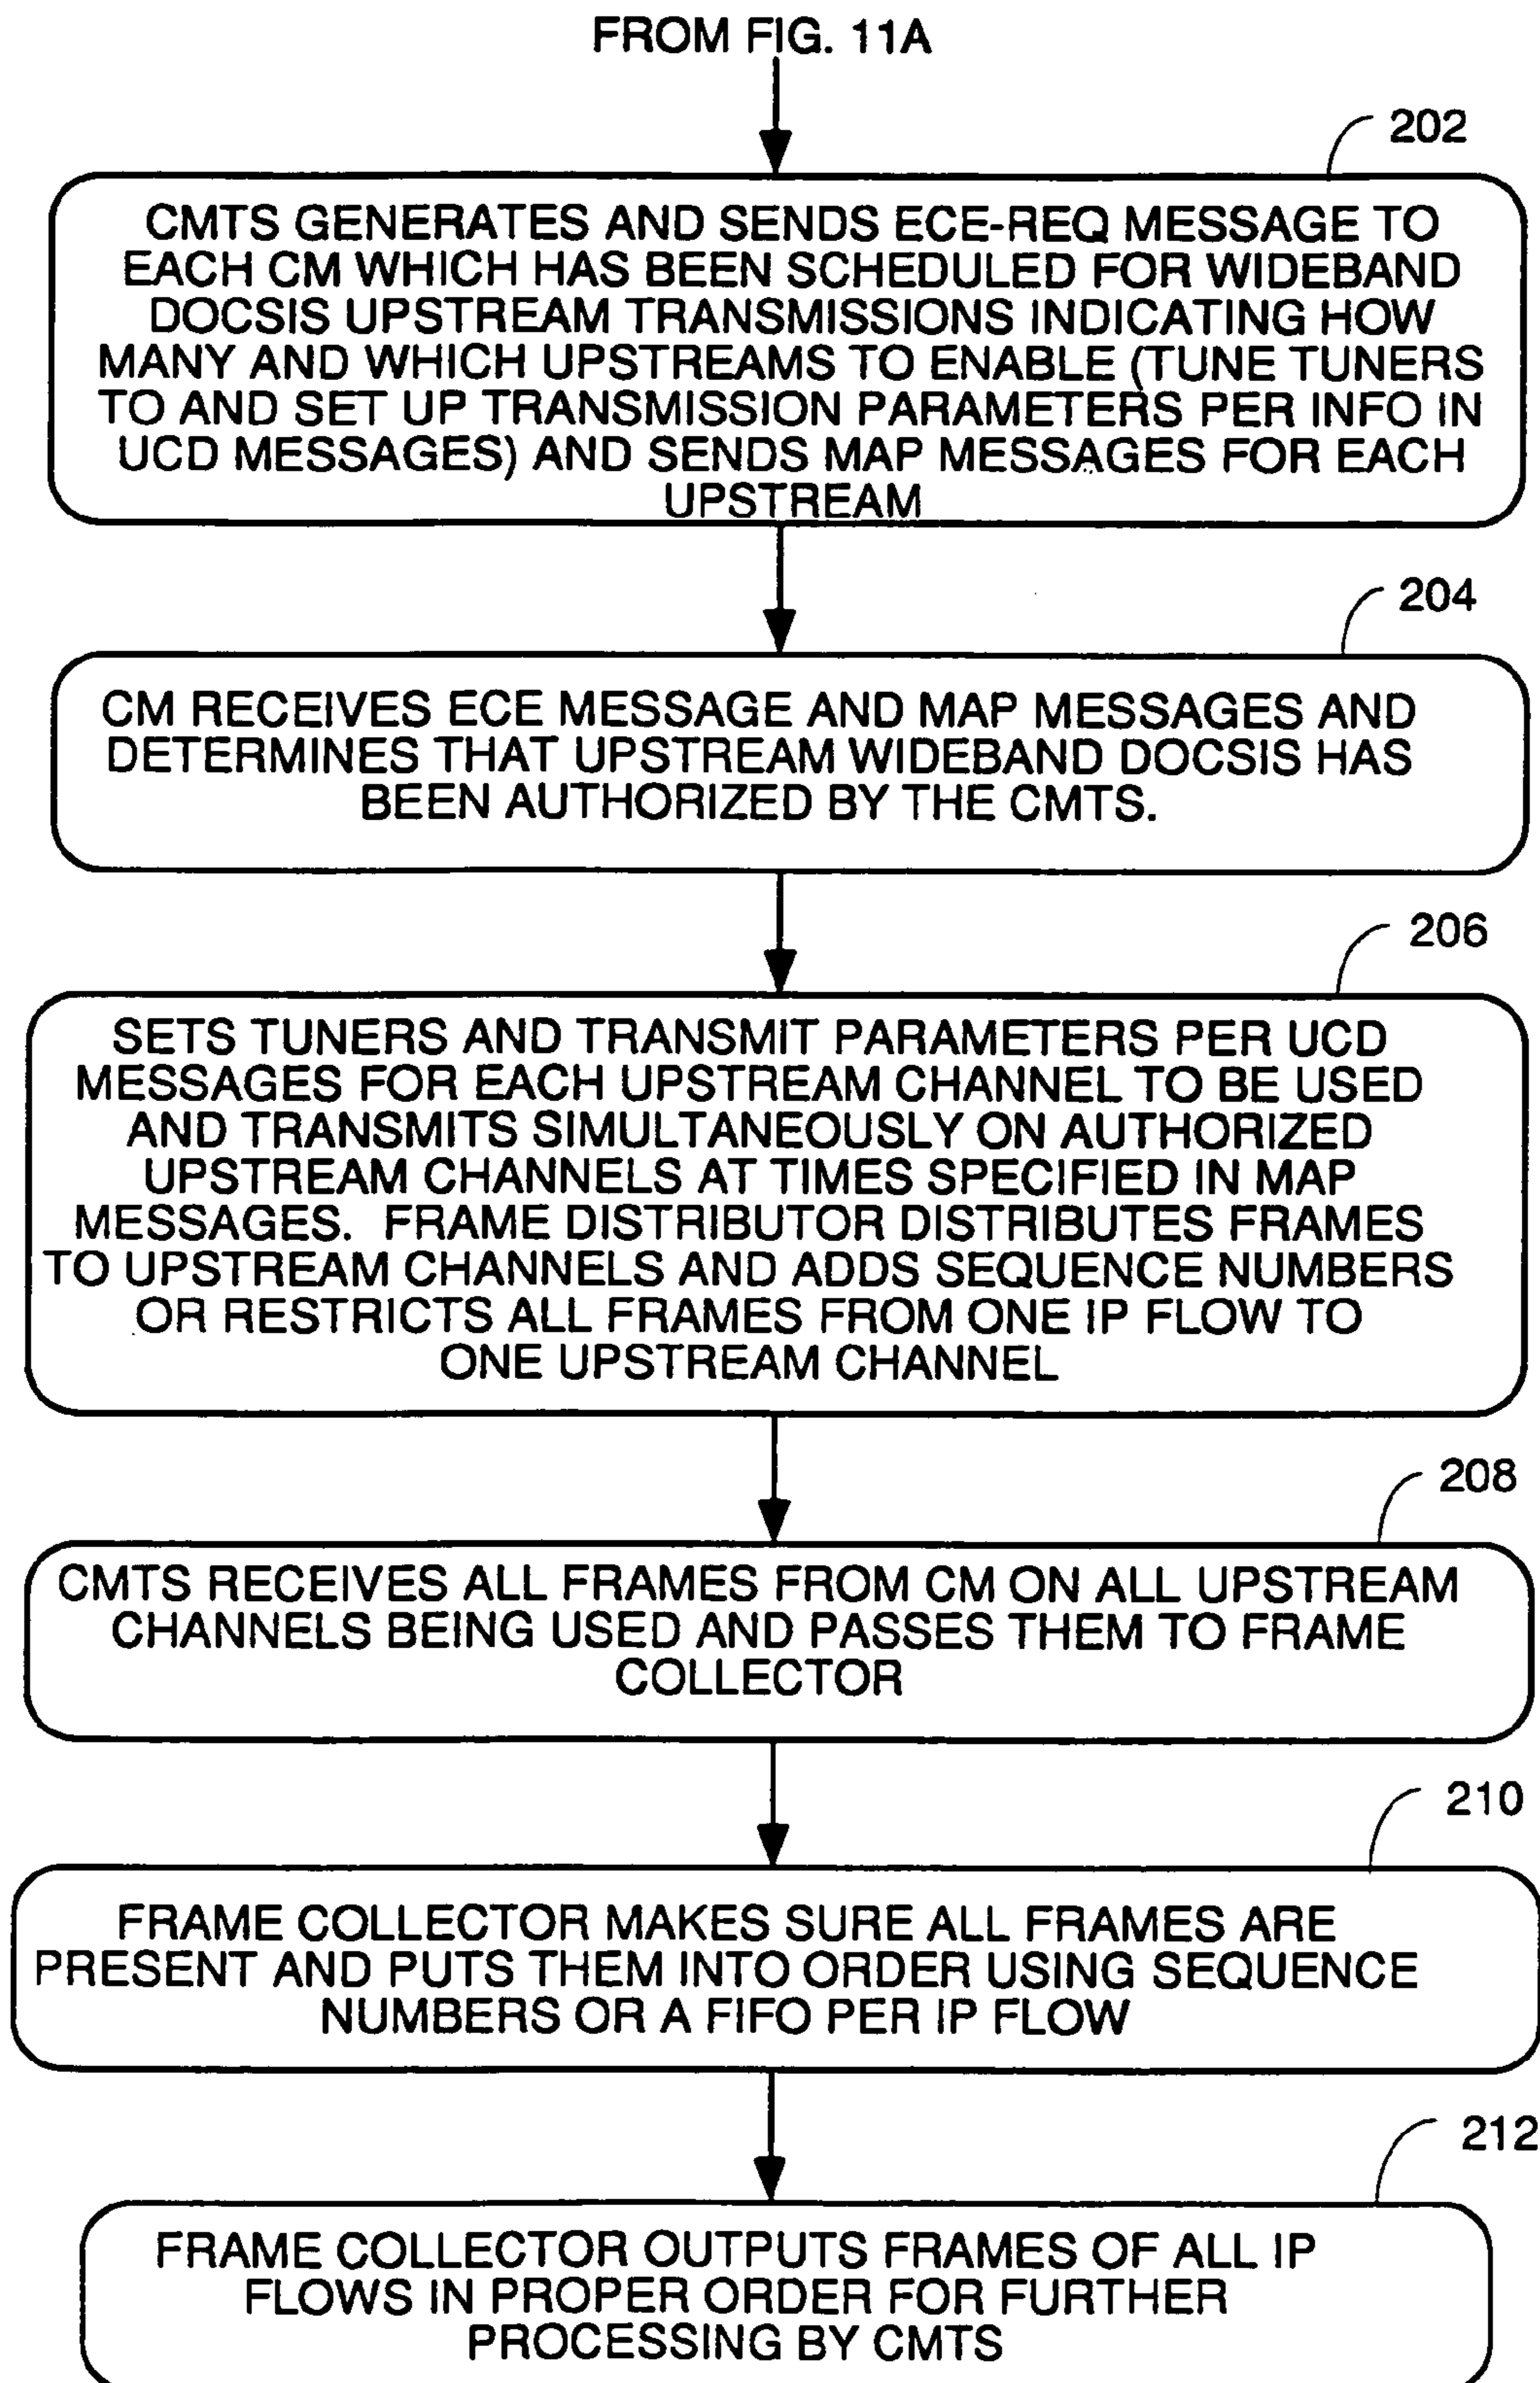 FROM FIG. 11A
202
CMTS GENERATES AND SENDS ECE-REQ MESSAGE TO
EACH CM WHICH HAS BEEN SCHEDULED FOR WIDEBAND
DOCSIS UPSTREAM TRANSMISSIONS INDICATING HOW
MANY AND WHICH UPSTREAMS TO ENABLE (TUNE TUNERS
TO AND SET UP TRANSMISSION PARAMETERS PER INFO IN
UCD MESSAGES) AND SENDS MAP MESSAGES FOR EACH
UPSTREAM
204
CM RECEIVES ECE MESSAGE AND MAP MESSAGES AND
DETERMINES THAT UPSTREAM WIDEBAND DOCSIS HAS
BEEN AUTHORIZED BY THE CMTS.
206
SETS TUNERS AND TRANSMIT PARAMETERS PER UCD
MESSAGES FOR EACH UPSTREAM CHANNEL TO BE USED
AND TRANSMITS SIMULTANEOUSLY ON AUTHORIZED
UPSTREAM CHANNELS AT TIMES SPECIFIED IN MAP
MESSAGES. FRAME DISTRIBUTOR DISTRIBUTES FRAMES
TO UPSTREAM CHANNELS AND ADDS SEQUENCE NUMBERS
OR RESTRICTS ALL FRAMES FROM ONE IP FLOW TO
ONE UPSTREAM CHANNEL
208
CMTS RECEIVES ALL FRAMES FROM CM ON ALL UPSTREAM
CHANNELS BEING USED AND PASSES THEM TO FRAME
COLLECTOR
210
FRAME COLLECTOR MAKES SURE ALL FRAMES ARE
PRESENT AND PUTS THEM INTO ORDER USING SEQUENCE
NUMBERS OR A FIFO PER IP FLOW
212
FRAME COLLECTOR OUTPUTS FRAMES OF ALL IP
FLOWS IN PROPER ORDER FOR FURTHER
PROCESSING BY CMTS